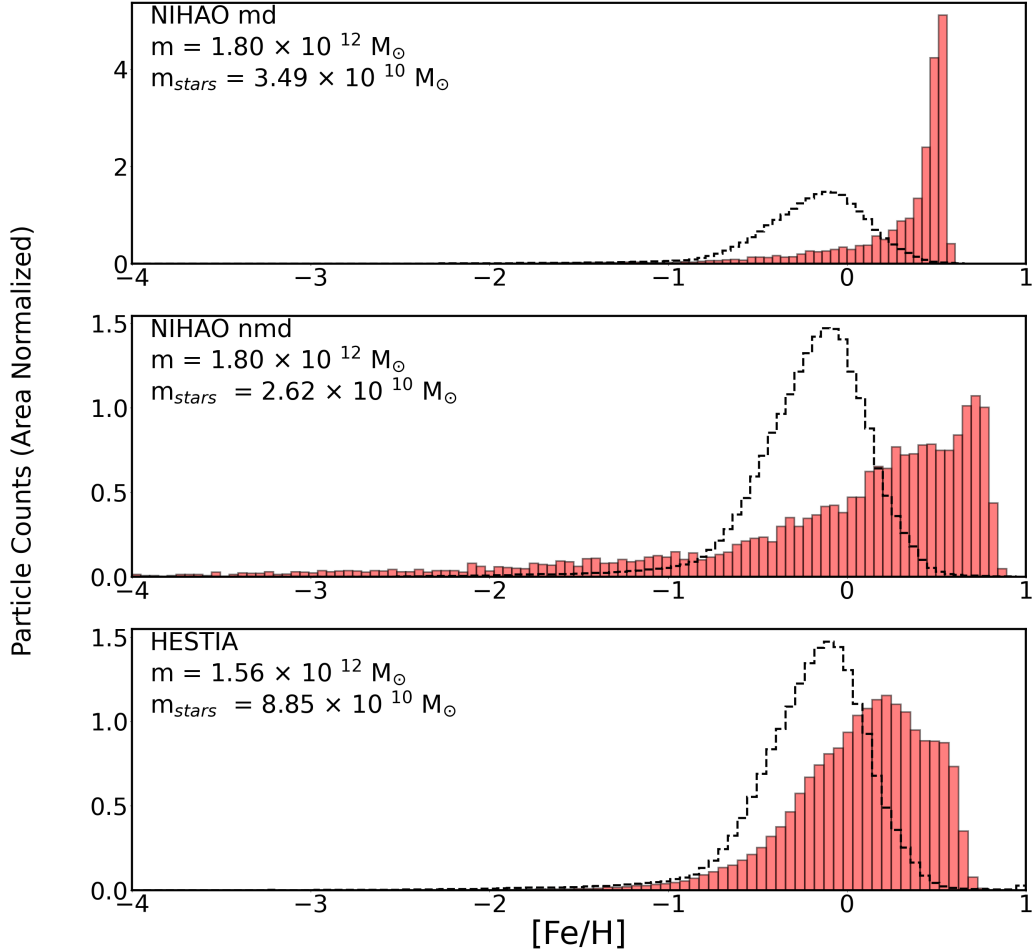 NIHAO md
m = 1.80 × 10 12 M⊙
mstars = 3.49 × 10 10 M⊙
4
2
0
−4 −3 −2 −1 0 1
Particle Counts (Area Normalized)
NIHAO nmd
m = 1.80 × 10 12 M⊙
mstars = 2.62 × 10 10 M⊙
1.5
1.0
0.5
0.0
−4 −3 −2 −1 0 1
HESTIA
m = 1.56 × 10 12 M⊙
mstars = 8.85 × 10 10 M⊙
1.5
1.0
0.5
0.0
−4 −3 −2 −1 0 1
[Fe/H]